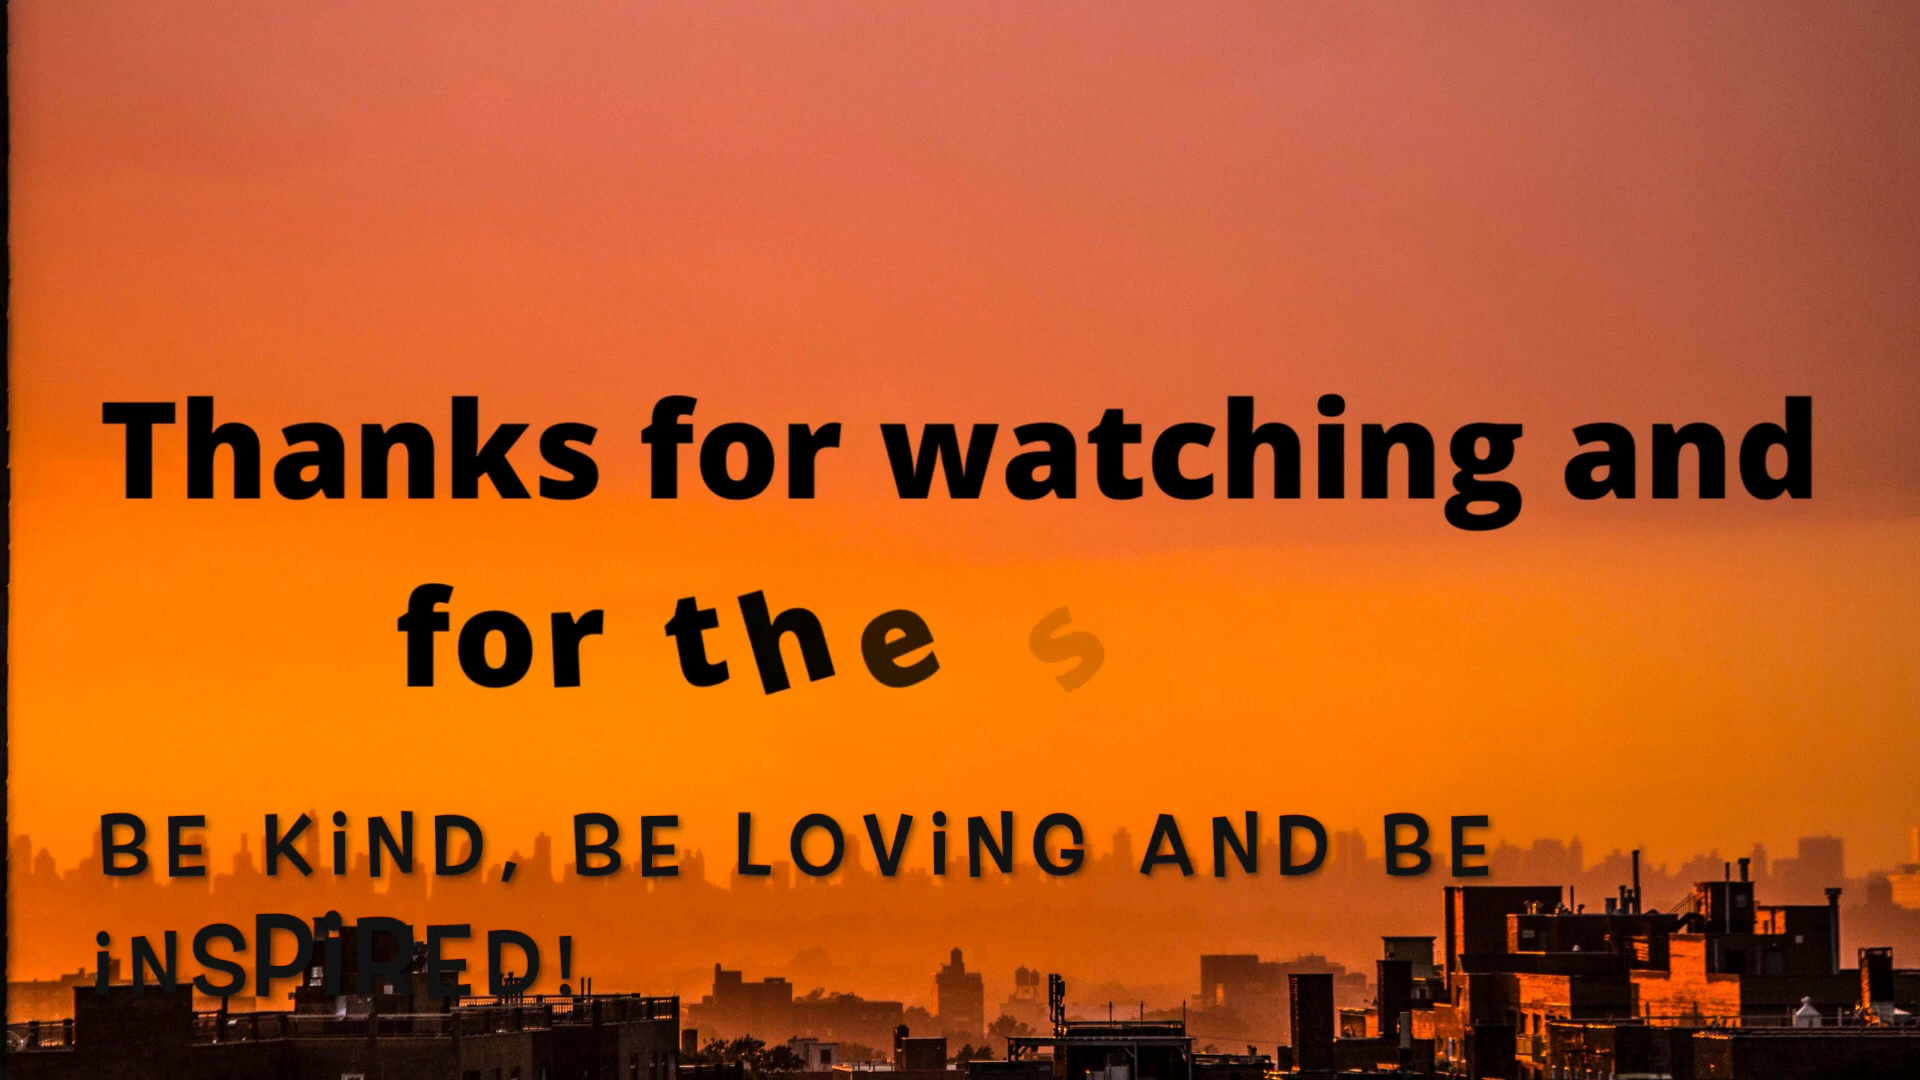 Thanks for watching and
for the s
BE KiND, BE LOViNG AND BE
iNSPiRED!